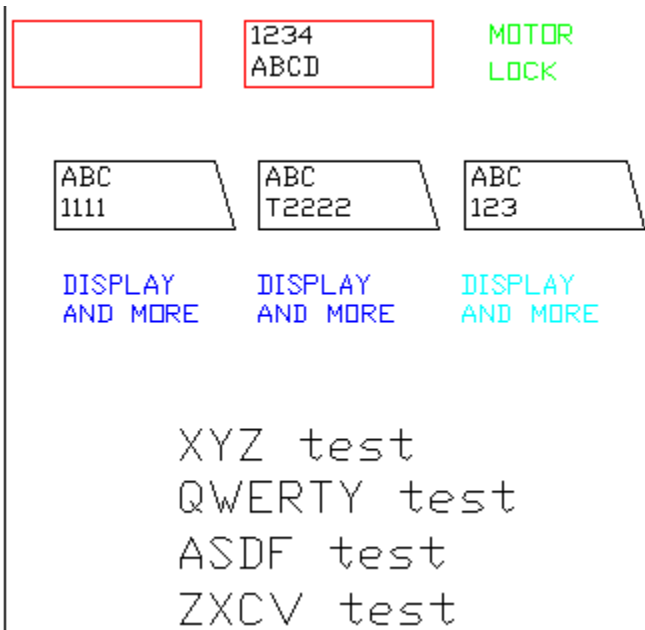 1234
ABCD
MOTOR
LOCK
ABC
1111
ABC
T2222
ABC
123
DISPLAY
AND MORE
DISPLAY
AND MORE
DISPLAY
AND MORE
XYZ test
QWERTY test
ASDF test
ZXCV test